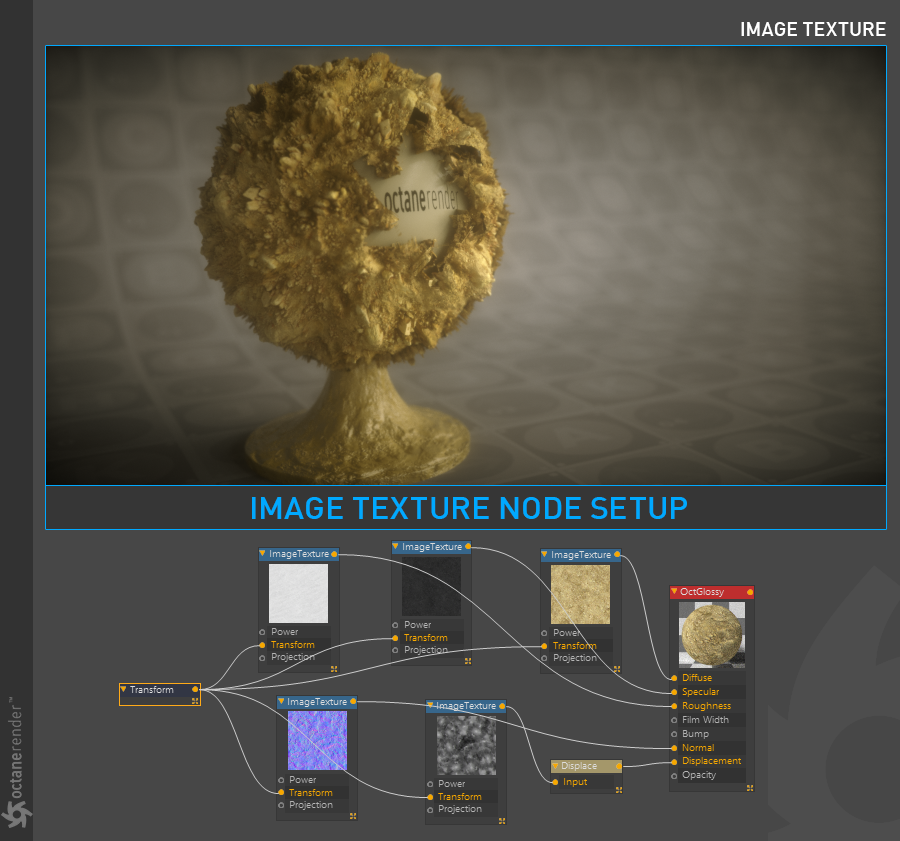 IMAGE TEXTURE
octanerender
IMAGE TEXTURE NODE SETUP
ImageTexture
Power
Transform
Projection
ImageTexture
Power
Transform
Projection
ImageTexture
Power
Transform
Projection
OctGlossy
Diffuse
Specular
Roughness
Film Width
Bump
Normal
Displacement
Opacity
Transform
ImageTexture
Power
Transform
Projection
ImageTexture
Power
Transform
Projection
Displace
Input
octanerender™